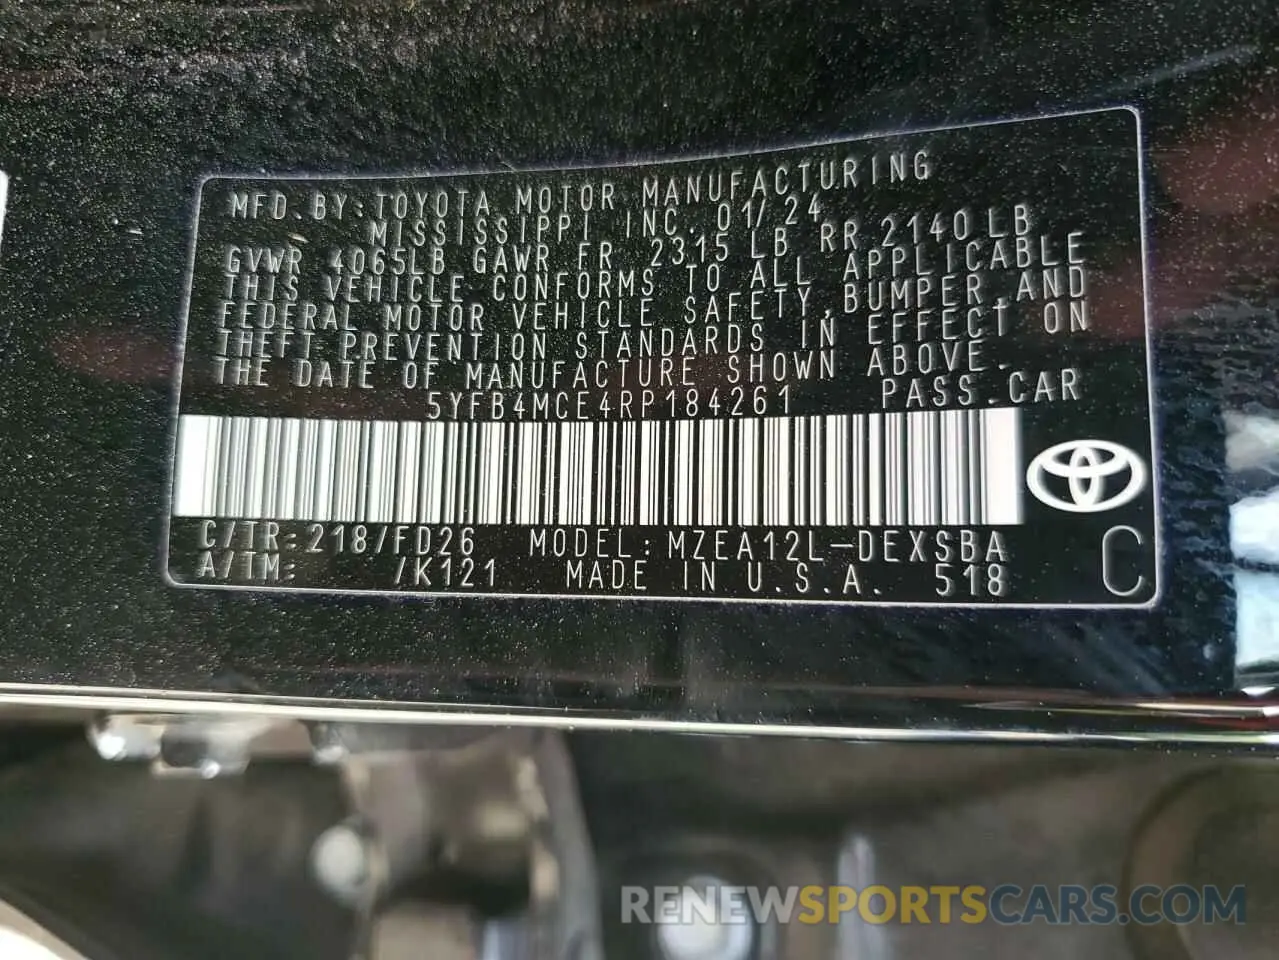 MFD. BY: TOYOTA MOTOR MANUFACTURING
MISSISSIPPI INC. 01/24
GVWR 4065LB GAWR FR 2315 LB RR 2140 LB
THIS VEHICLE CONFORMS TO ALL APPLICABLE
FEDERAL MOTOR VEHICLE SAFETY, BUMPER, AND
THEFT PREVENTION STANDARDS IN EFFECT ON
THE DATE OF MANUFACTURE SHOWN ABOVE.
5YFB4MCE4RP184261 PASS. CAR
C/TR: 218/FD26 MODEL: MZEA12L-DEXSBA
A/TM: /K121 MADE IN U.S.A. 518
C
RENEWSPORTSCARS.COM